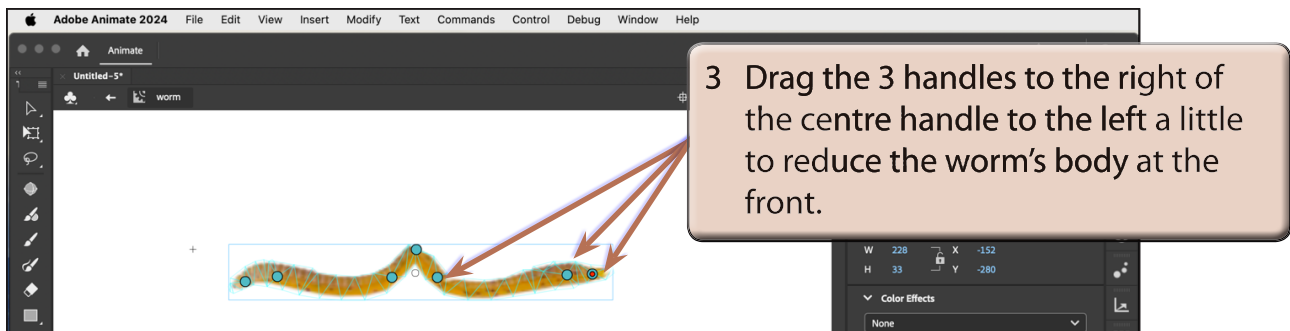 Adobe Animate 2024 File Edit View Insert Modify Text Commands Control Debug Window Help
Animate
Untitled-5*
worm
3 Drag the 3 handles to the right of
the centre handle to the left a little
to reduce the worm's body at the
front.
W 228 X -152
H 33 Y -280
Color Effects
None